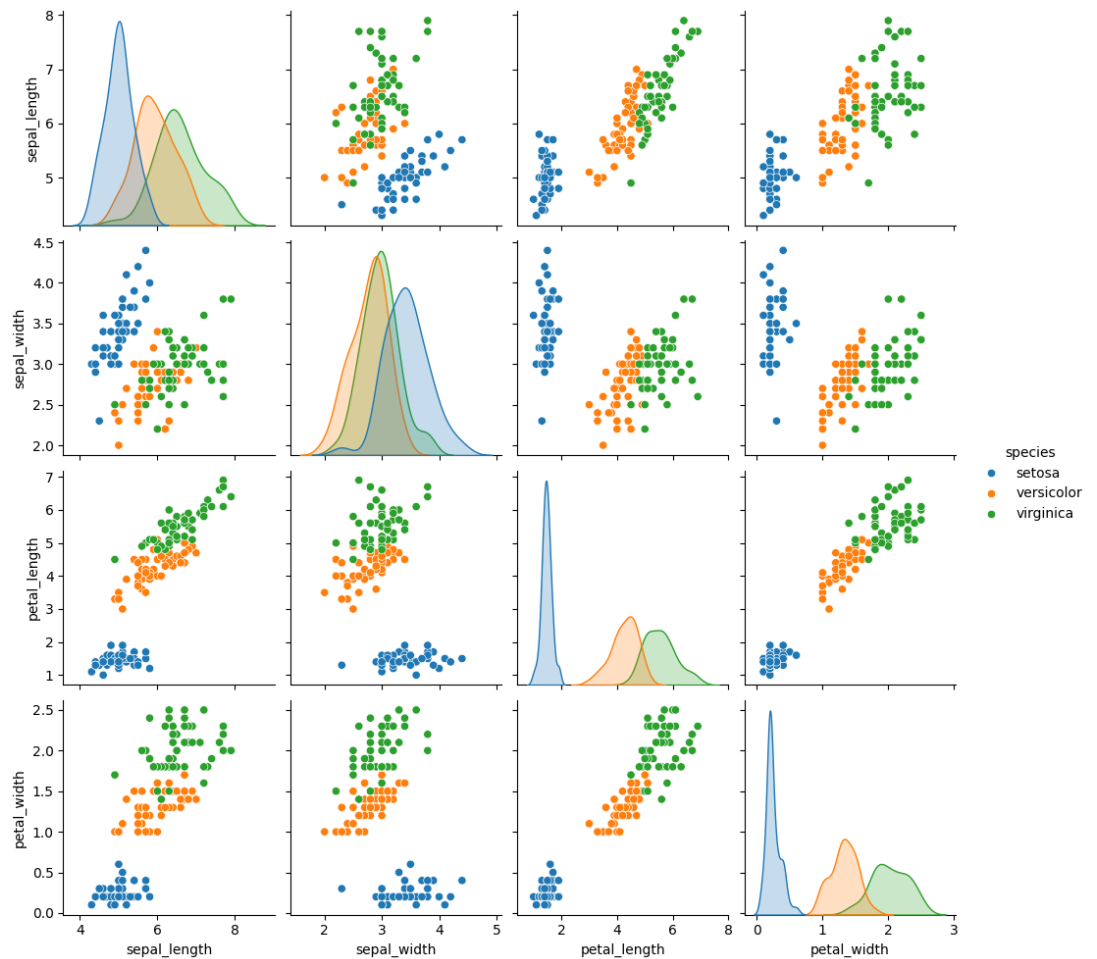 8
7
6
5
sepal_length
4.5
4.0
3.5
3.0
2.5
2.0
sepal_width
species
setosa
versicolor
virginica
7
6
5
4
3
2
1
petal_length
2.5
2.0
1.5
1.0
0.5
0.0
petal_width
4 6 8
2 3 4 5
2 4 6 8
0 1 2 3
sepal_length
sepal_width
petal_length
petal_width